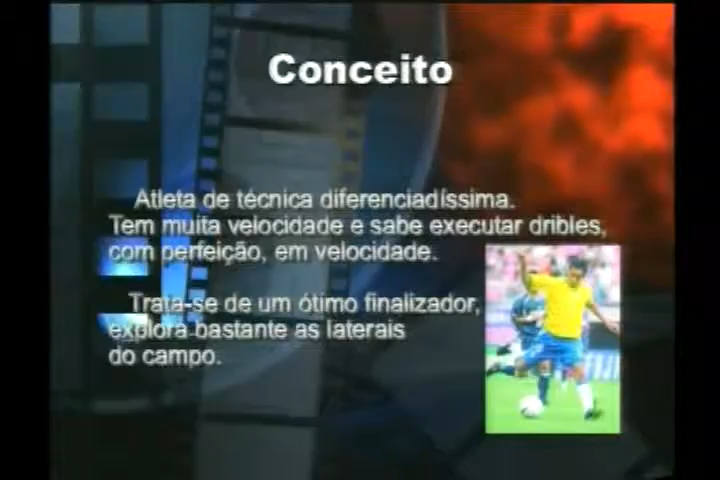 Conceito
Atleta de técnica diferenciadíssima.
Tem muita velocidade e sabe executar dribles,
com perfeição, em velocidade.
Trata-se de um ótimo finalizador,
explora bastante as laterais
do campo.